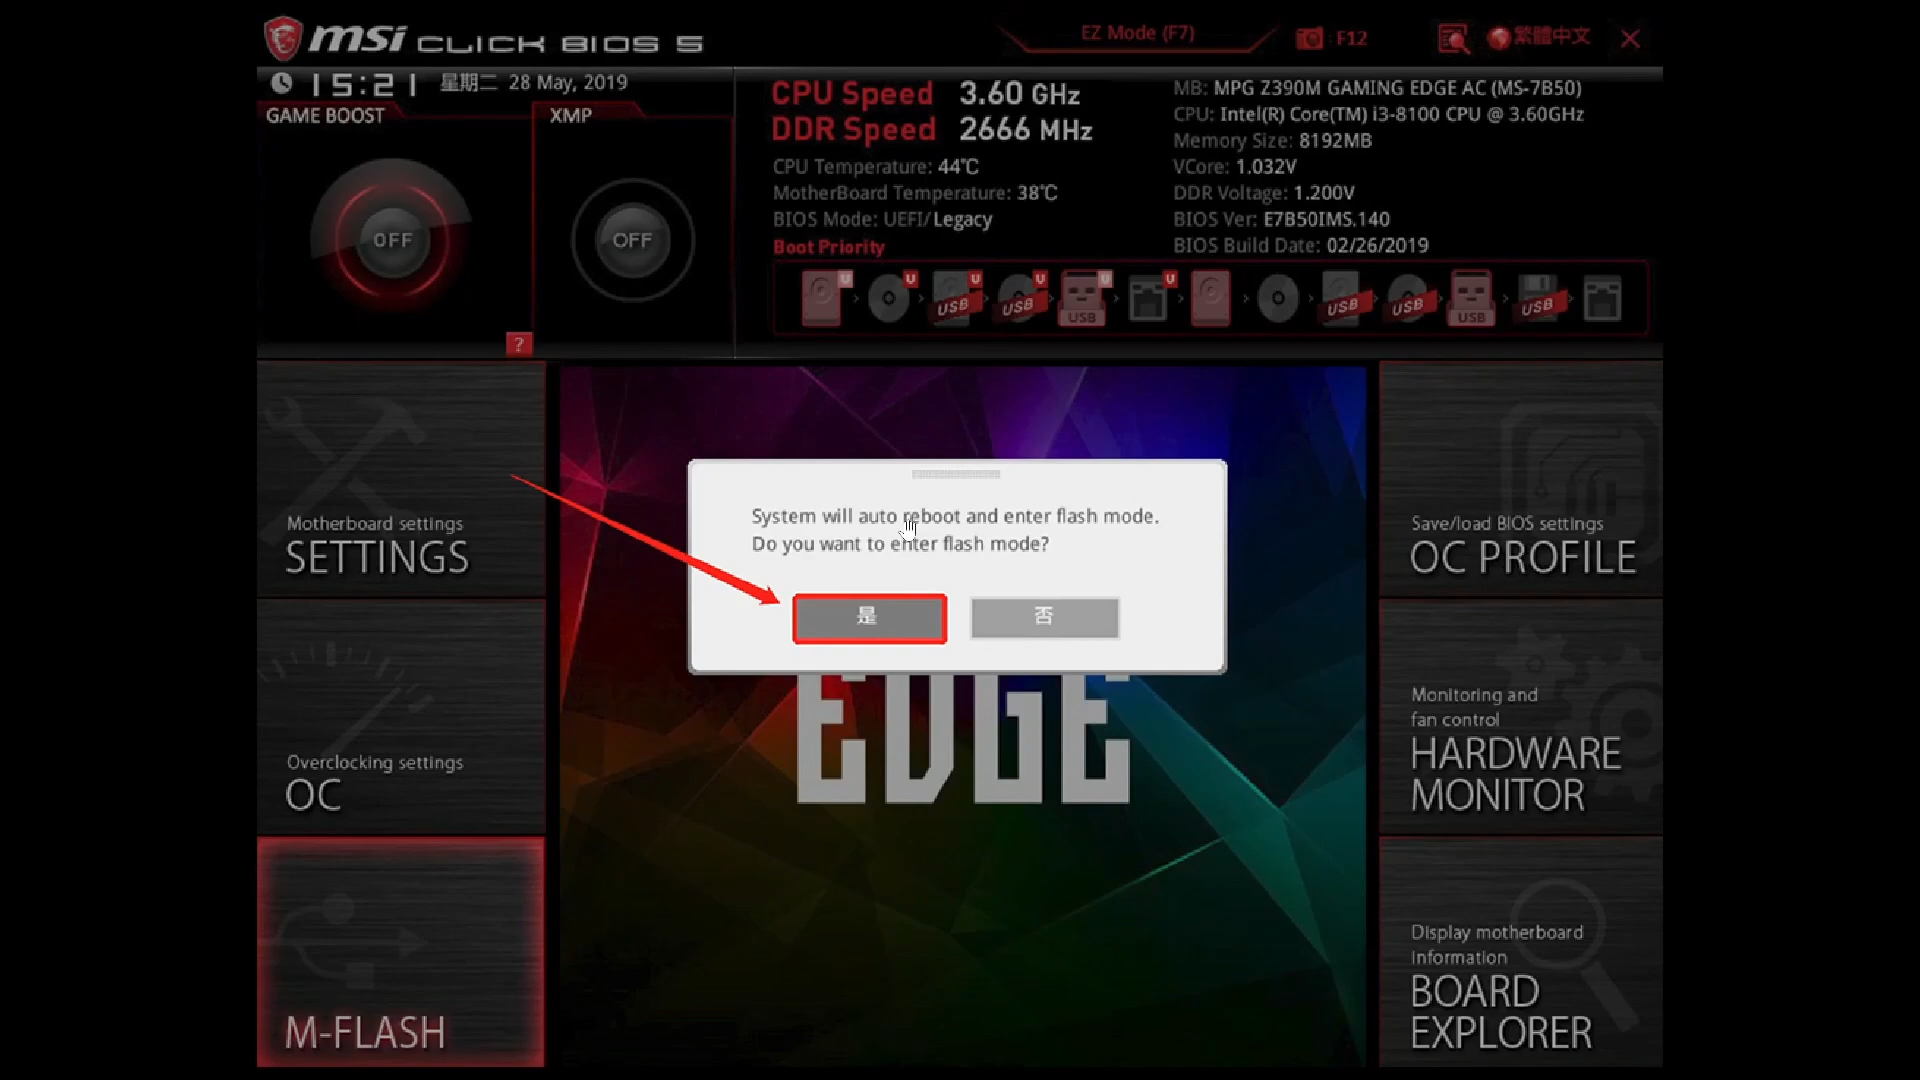 msi CLICK BIOS 5
EZ Mode (F7)
F12
繁體中文
15:21
星期二 28 May, 2019
GAME BOOST
XMP
OFF
OFF
?
CPU Speed 3.60 GHz
DDR Speed 2666 MHz
CPU Temperature: 44℃
MotherBoard Temperature: 38℃
BIOS Mode: UEFI/Legacy
Boot Priority
MB: MPG Z390M GAMING EDGE AC (MS-7B50)
CPU: Intel(R) Core(TM) i3-8100 CPU @ 3.60GHz
Memory Size: 8192MB
VCore: 1.032V
DDR Voltage: 1.200V
BIOS Ver: E7B50IMS.140
BIOS Build Date: 02/26/2019
U U U U U U
USB USB USB USB USB USB USB
Motherboard settings
SETTINGS
Overclocking settings
OC
M-FLASH
System will auto reboot and enter flash mode.
Do you want to enter flash mode?
是 否
EDGE
Save/load BIOS settings
OC PROFILE
Monitoring and
fan control
HARDWARE
MONITOR
Display motherboard
information
BOARD
EXPLORER